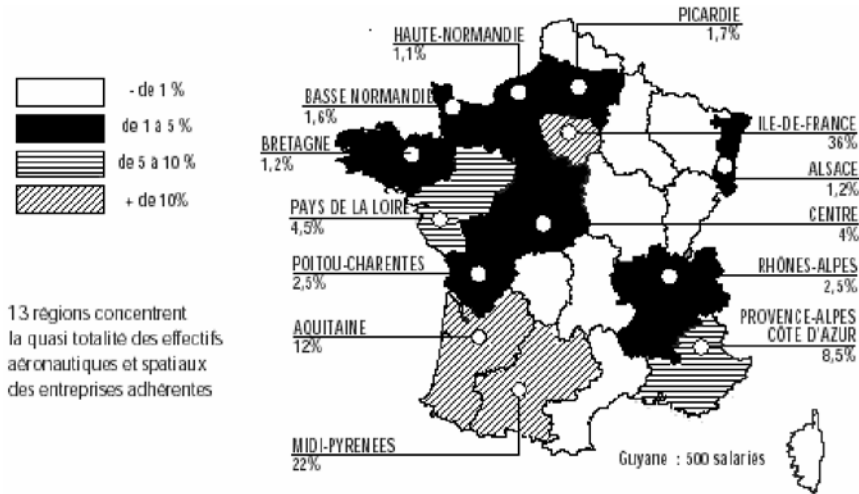 - de 1 %
de 1 à 5 %
de 5 à 10 %
+ de 10%
13 régions concentrent
la quasi totalité des effectifs
aéronautiques et spatiaux
des entreprises adhérentes
PICARDIE
1,7%
HAUTE-NORMANDIE
1,1%
BASSE NORMANDIE
1,6%
BRETAGNE
1,2%
PAYS DE LA LOIRE
4,5%
POITOU-CHARENTES
2,5%
AQUITAINE
12%
MIDI-PYRENEES
22%
ILE-DE-FRANCE
36%
ALSACE
1,2%
CENTRE
4%
RHÔNES-ALPES
2,5%
PROVENCE-ALPES
CÔTE D'AZUR
8,5%
Guyane : 500 salariés